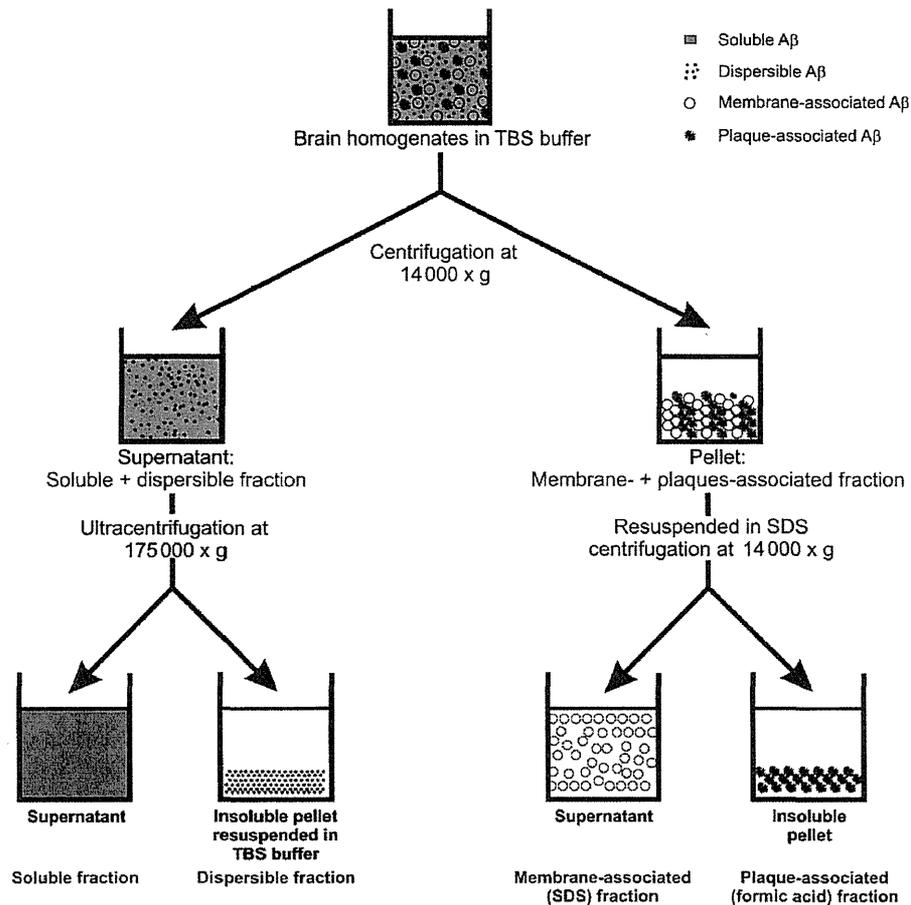 Soluble Aβ
Dispersible Aβ
Membrane-associated Aβ
Plaque-associated Aβ
Brain homogenates in TBS buffer
Centrifugation at
14 000 x g
Supernatant:
Soluble + dispersible fraction
Pellet:
Membrane- + plaques-associated fraction
Ultracentrifugation at
175 000 x g
Resuspended in SDS
centrifugation at 14 000 x g
Supernatant
Insoluble pellet
resuspended in
TBS buffer
Supernatant
Insoluble
pellet
Soluble fraction
Dispersible fraction
Membrane-associated
(SDS) fraction
Plaque-associated
(formic acid) fraction